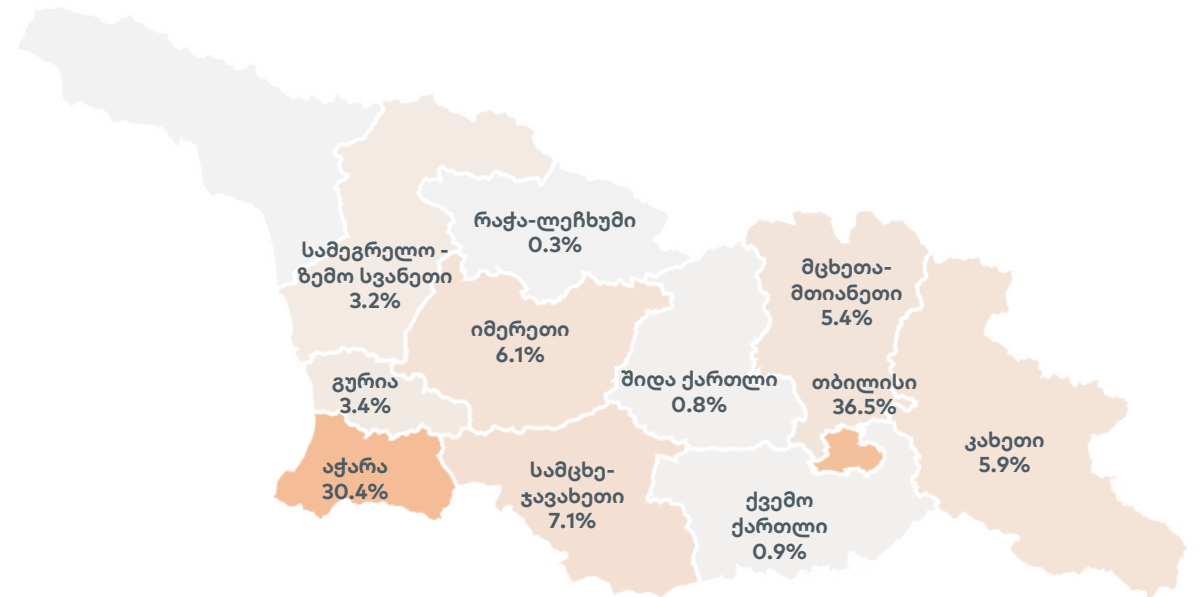 რაჭა-ლეჩხუმი
0.3%
სამეგრელო -
ზემო სვანეთი
3.2%
მცხეთა-
მთიანეთი
5.4%
იმერეთი
6.1%
გურია
3.4%
შიდა ქართლი
0.8%
თბილისი
36.5%
კახეთი
5.9%
აჭარა
30.4%
სამცხე-
ჯავახეთი
7.1%
ქვემო
ქართლი
0.9%